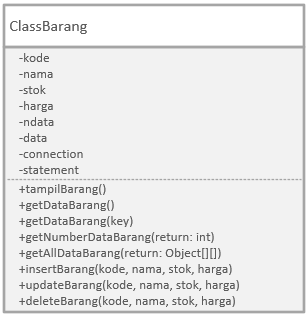 ClassBarang
-kode
-nama
-stok
-harga
-ndata
-data
-connection
-statement
+tampilBarang()
+getDataBarang()
+getDataBarang(key)
+getNumberDataBarang(return: int)
+getAllDataBarang(return: Object[][])
+insertBarang(kode, nama, stok, harga)
+updateBarang(kode, nama, stok, harga)
+deleteBarang(kode, nama, stok, harga)